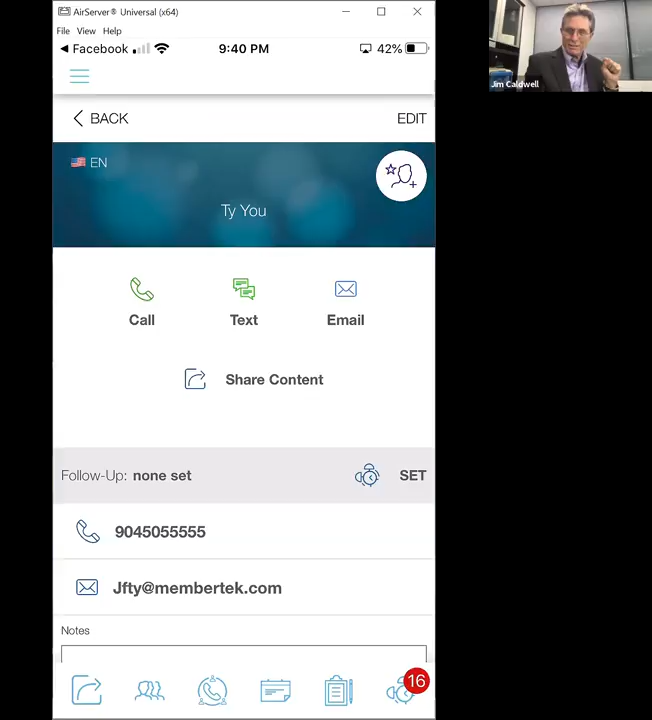 AirServer® Universal (x64)
File View Help
Facebook 9:40 PM 42%
BACK EDIT
EN
Ty You
Call Text Email
Share Content
Follow-Up: none set SET
9045055555
Jfty@membertek.com
Notes
16
Jim Caldwell